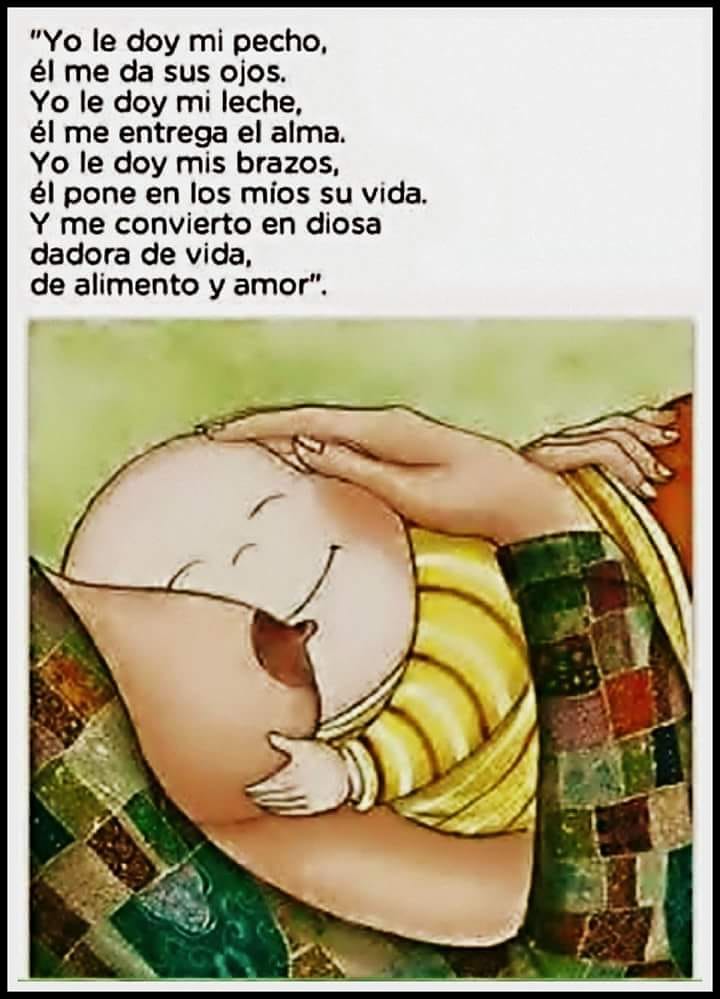 "Yo le doy mi pecho,
él me da sus ojos.
Yo le doy mi leche,
él me entrega el alma.
Yo le doy mis brazos,
él pone en los míos su vida.
Y me convierto en diosa
dadora de vida,
de alimento y amor".